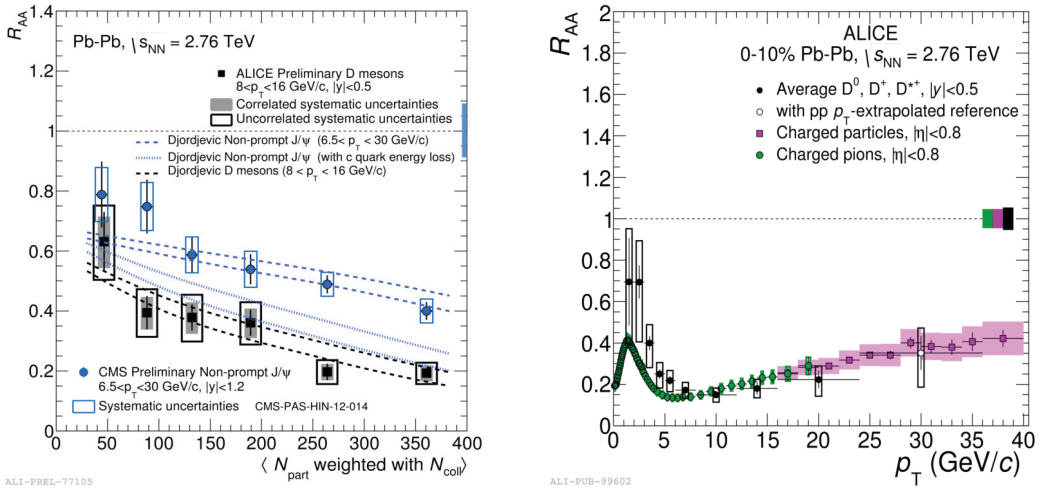 R_AA
1.4
1.2
1
0.8
0.6
0.4
0.2
0
Pb-Pb, √s_NN = 2.76 TeV
ALICE Preliminary D mesons
8<p_T<16 GeV/c, |y|<0.5
Correlated systematic uncertainties
Uncorrelated systematic uncertainties
Djordjevic Non-prompt J/ψ (6.5< p_T < 30 GeV/c)
Djordjevic Non-prompt J/ψ (with c quark energy loss)
Djordjevic D mesons (8 < p_T < 16 GeV/c)
CMS Preliminary Non-prompt J/ψ
6.5<p_T<30 GeV/c, |y|<1.2
Systematic uncertainties
CMS-PAS-HIN-12-014
0 50 100 150 200 250 300 350 400
⟨ N_part weighted with N_coll ⟩
ALI-PREL-77105
R_AA
2
1.8
1.6
1.4
1.2
1
0.8
0.6
0.4
0.2
0
ALICE
0-10% Pb-Pb, √s_NN = 2.76 TeV
Average D⁰, D⁺, D*⁺, |y|<0.5
with pp p_T-extrapolated reference
Charged particles, |η|<0.8
Charged pions, |η|<0.8
0 5 10 15 20 25 30 35 40
p_T (GeV/c)
ALI-PUB-99602